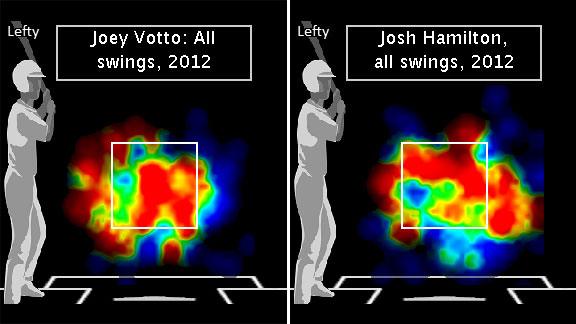 Lefty
Joey Votto: All
swings, 2012
Lefty
Josh Hamilton,
all swings, 2012